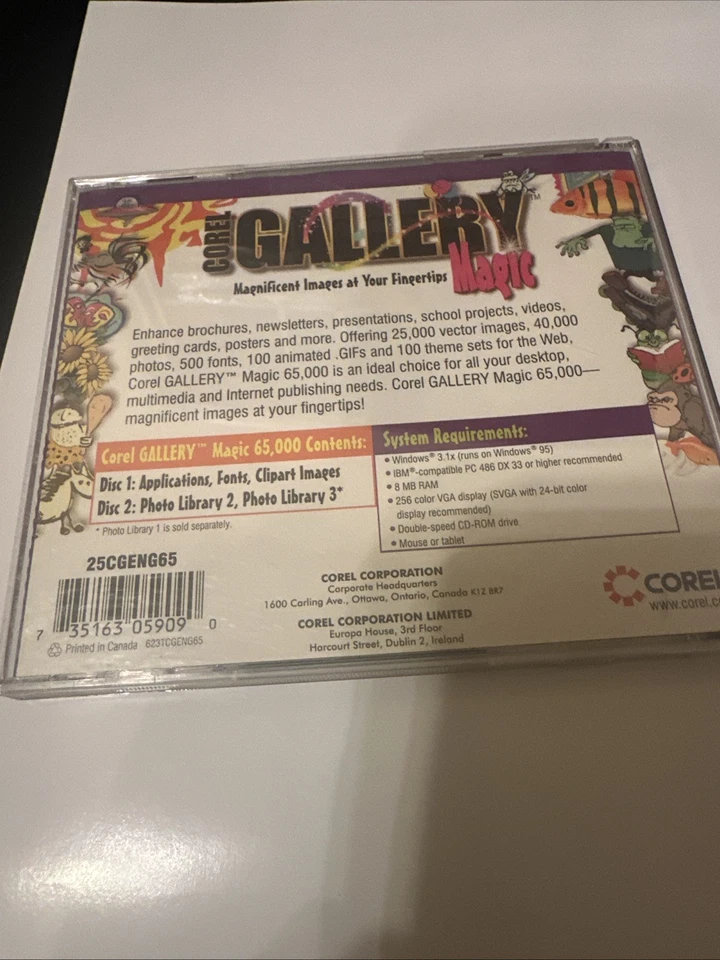 COREL GALLERY™
Magic
Magnificent Images at Your Fingertips
Enhance brochures, newsletters, presentations, school projects, videos,
greeting cards, posters and more. Offering 25,000 vector images, 40,000
photos, 500 fonts, 100 animated .GIFs and 100 theme sets for the Web,
Corel GALLERY™ Magic 65,000 is an ideal choice for all your desktop,
multimedia and Internet publishing needs. Corel GALLERY Magic 65,000—
magnificent images at your fingertips!
Corel GALLERY™ Magic 65,000 Contents:
Disc 1: Applications, Fonts, Clipart Images
Disc 2: Photo Library 2, Photo Library 3*
* Photo Library 1 is sold separately.
System Requirements:
• Windows® 3.1x (runs on Windows® 95)
• IBM®-compatible PC 486 DX 33 or higher recommended
• 8 MB RAM
• 256 color VGA display (SVGA with 24-bit color
display recommended)
• Double-speed CD-ROM drive
• Mouse or tablet
25CGENG65
7 35163 05909 0
Printed in Canada 623TCGENG65
COREL CORPORATION
Corporate Headquarters
1600 Carling Ave., Ottawa, Ontario, Canada K1Z 8R7
COREL CORPORATION LIMITED
Europa House, 3rd Floor
Harcourt Street, Dublin 2, Ireland
COREL
www.corel.c